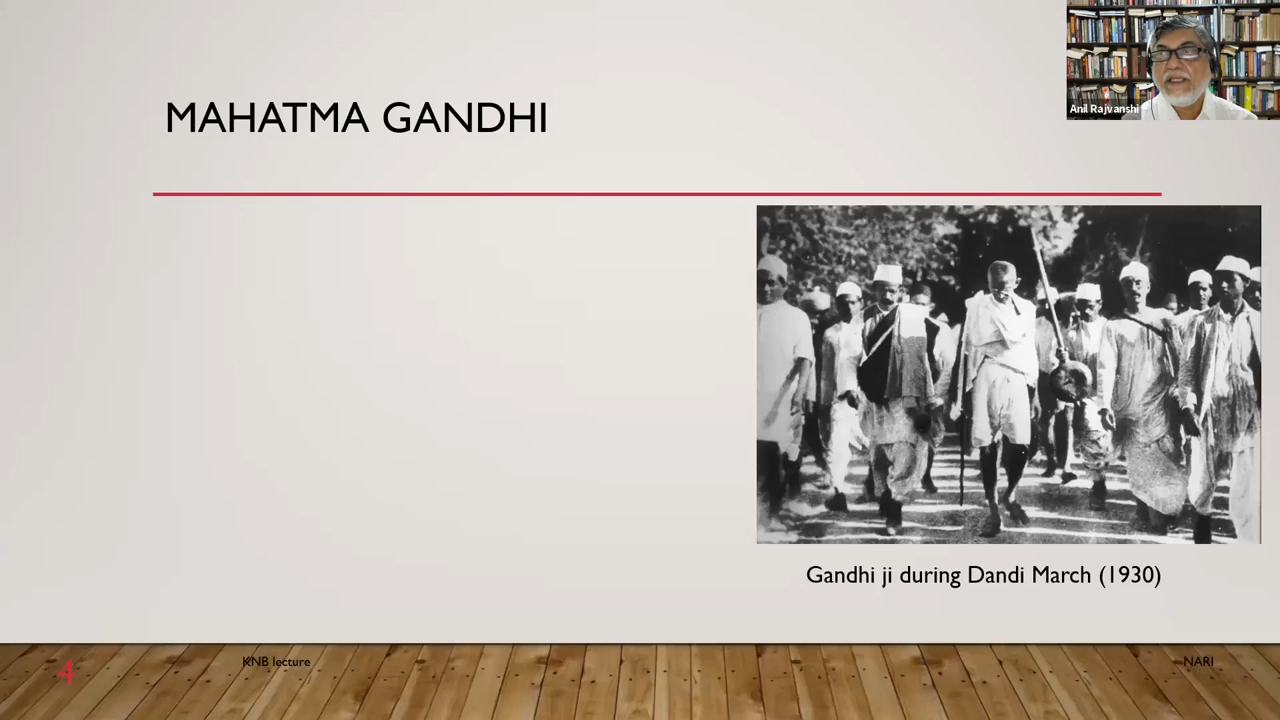 MAHATMA GANDHI
Anil Rajvanshi
Gandhi ji during Dandi March (1930)
4
KNB lecture
NARI